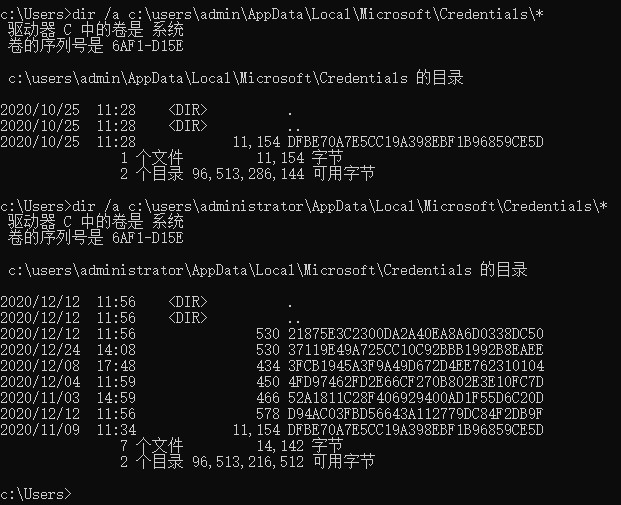 c:\Users>dir /a c:\users\admin\AppData\Local\Microsoft\Credentials\*
驱动器 C 中的卷是 系统
卷的序列号是 6AF1-D15E
c:\users\admin\AppData\Local\Microsoft\Credentials 的目录
2020/10/25  11:28    <DIR>          .
2020/10/25  11:28    <DIR>          ..
2020/10/25  11:28            11,154 DFBE70A7E5CC19A398EBF1B96859CE5D
1 个文件         11,154 字节
2 个目录 96,513,286,144 可用字节
c:\Users>dir /a c:\users\administrator\AppData\Local\Microsoft\Credentials\*
驱动器 C 中的卷是 系统
卷的序列号是 6AF1-D15E
c:\users\administrator\AppData\Local\Microsoft\Credentials 的目录
2020/12/12  11:56    <DIR>          .
2020/12/12  11:56    <DIR>          ..
2020/12/12  11:56               530 21875E3C2300DA2A40EA8A6D0338DC50
2020/12/24  14:08               530 37119E49A725CC10C92BBB1992B8EAEE
2020/12/08  17:48               434 3FCB1945A3F9A49D672D4EE762310104
2020/12/04  11:59               450 4FD97462FD2E66CF270B802E3E10FC7D
2020/11/03  14:59               466 52A1811C28F406929400AD1F55D6C20D
2020/12/12  11:56               578 D94AC03FBD56643A112779DC84F2DB9F
2020/11/09  11:34            11,154 DFBE70A7E5CC19A398EBF1B96859CE5D
7 个文件         14,142 字节
2 个目录 96,513,216,512 可用字节
c:\Users>